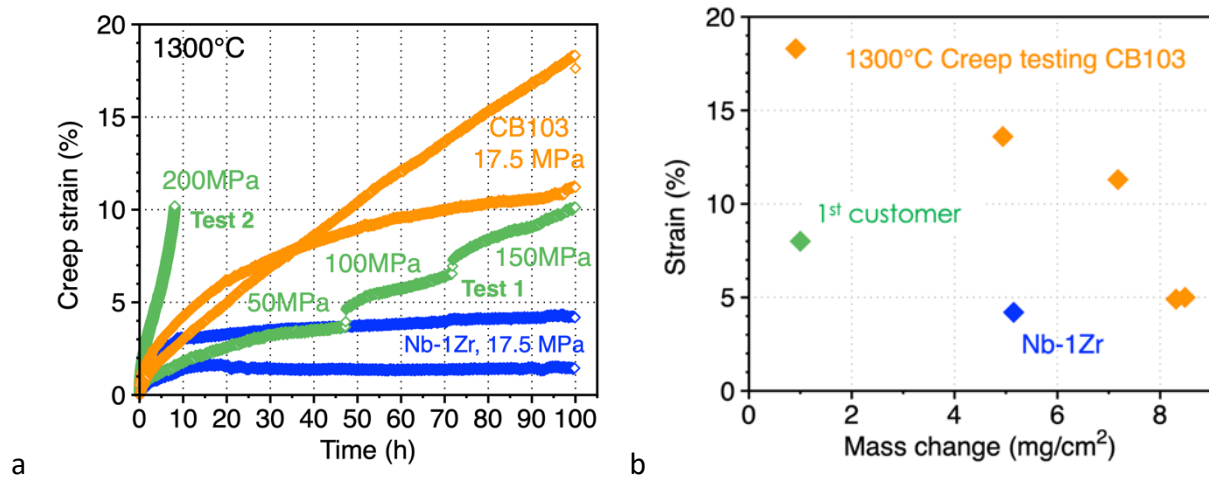 1300°C
20
15
10
5
0
Creep strain (%)
200MPa
Test 2
CB103
17.5 MPa
100MPa
150MPa
50MPa
Test 1
Nb-1Zr, 17.5 MPa
0 10 20 30 40 50 60 70 80 90 100
Time (h)
a
20
15
10
5
0
Strain (%)
1300°C Creep testing CB103
1st customer
Nb-1Zr
0 2 4 6 8
Mass change (mg/cm²)
b